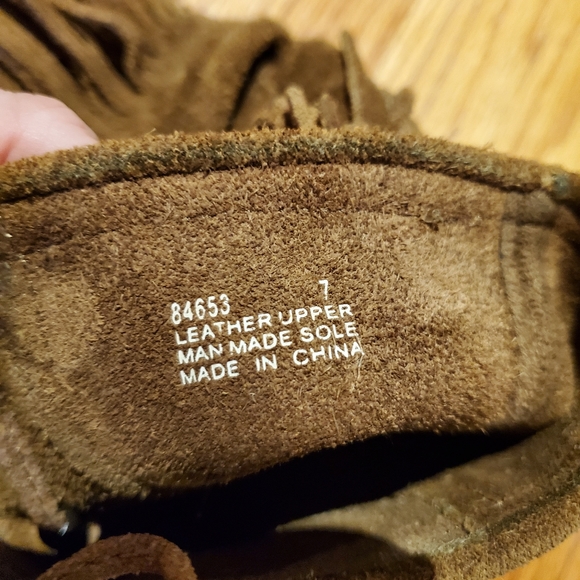 84653 7
LEATHER UPPER
MAN MADE SOLE
MADE IN CHINA